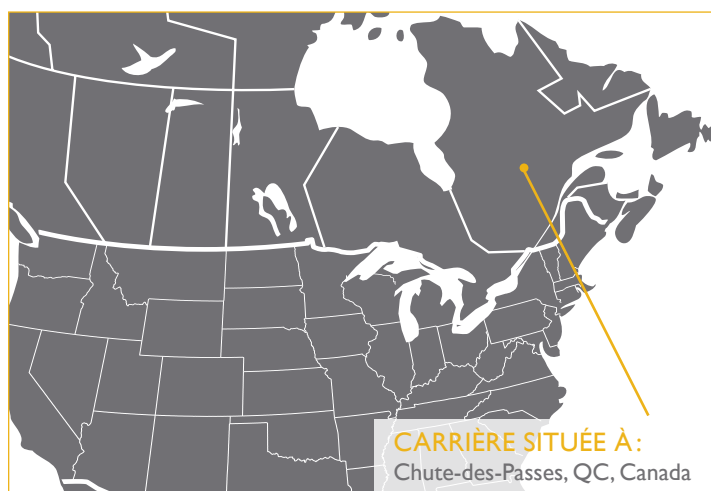 CARRIÈRE SITUÉE À :
Chute-des-Passes, QC, Canada